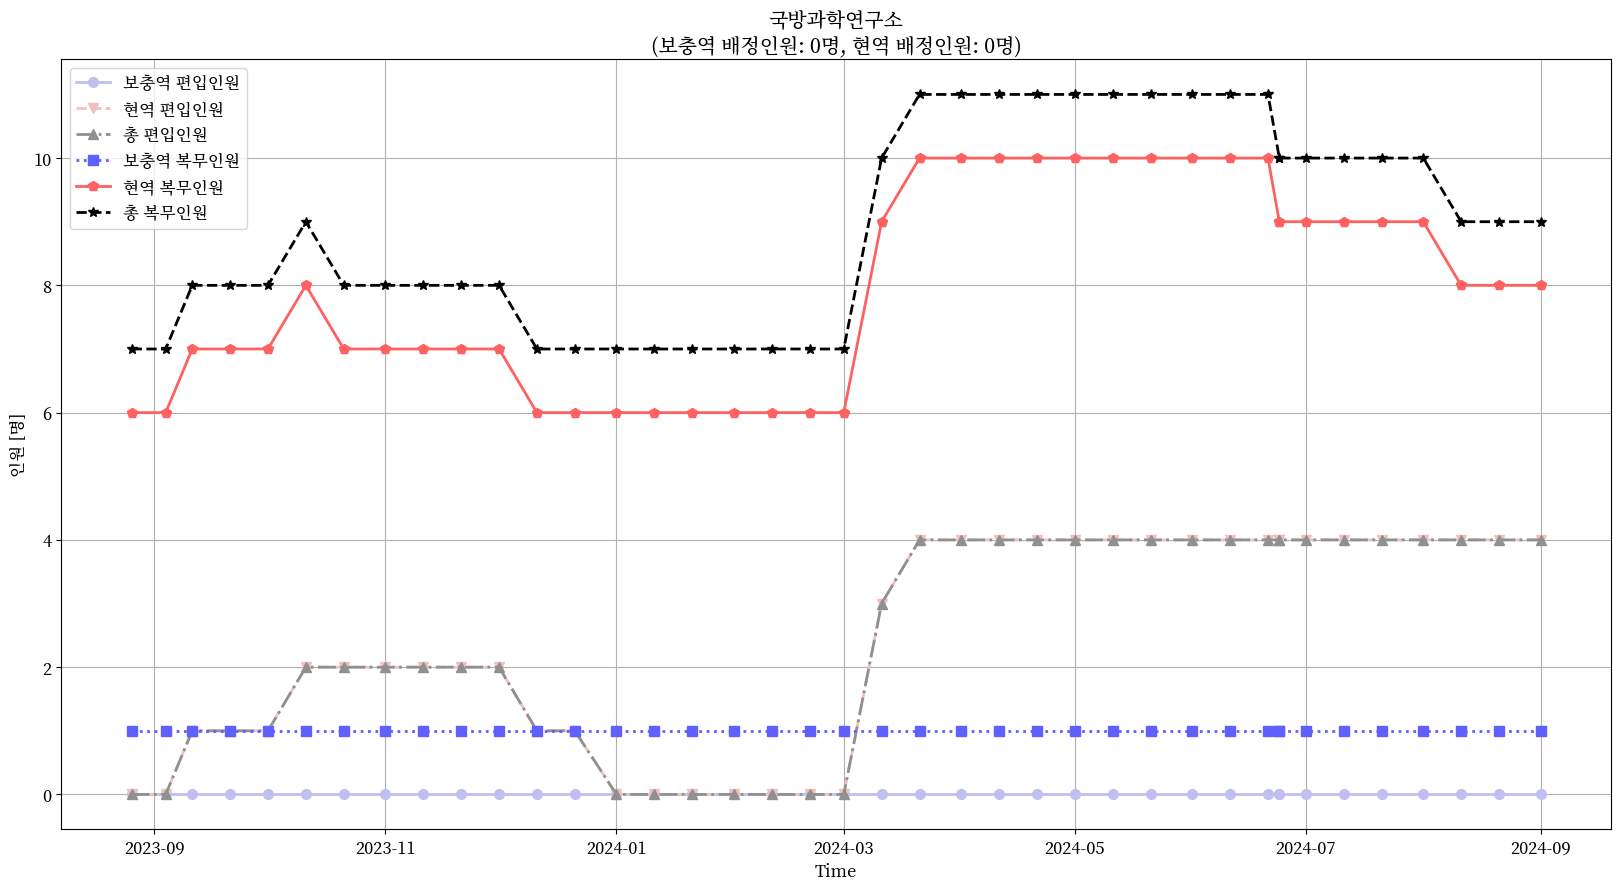 국방과학연구소
(보충역 배정인원: 0명, 현역 배정인원: 0명)
보충역 편입인원
현역 편입인원
총 편입인원
보충역 복무인원
현역 복무인원
총 복무인원
인원 [명]
10
8
6
4
2
0
2023-09 2023-11 2024-01 2024-03 2024-05 2024-07 2024-09
Time